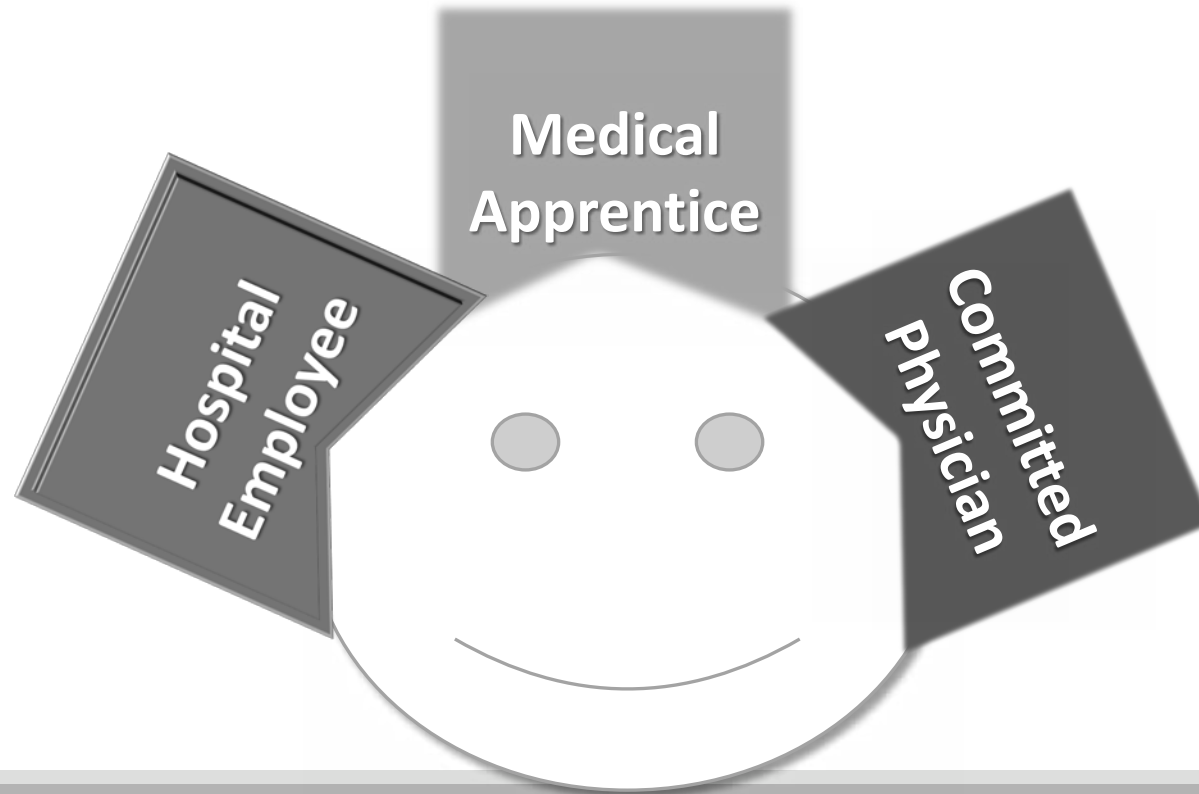 Medical
Apprentice
Hospital
Employee
Committed
Physician